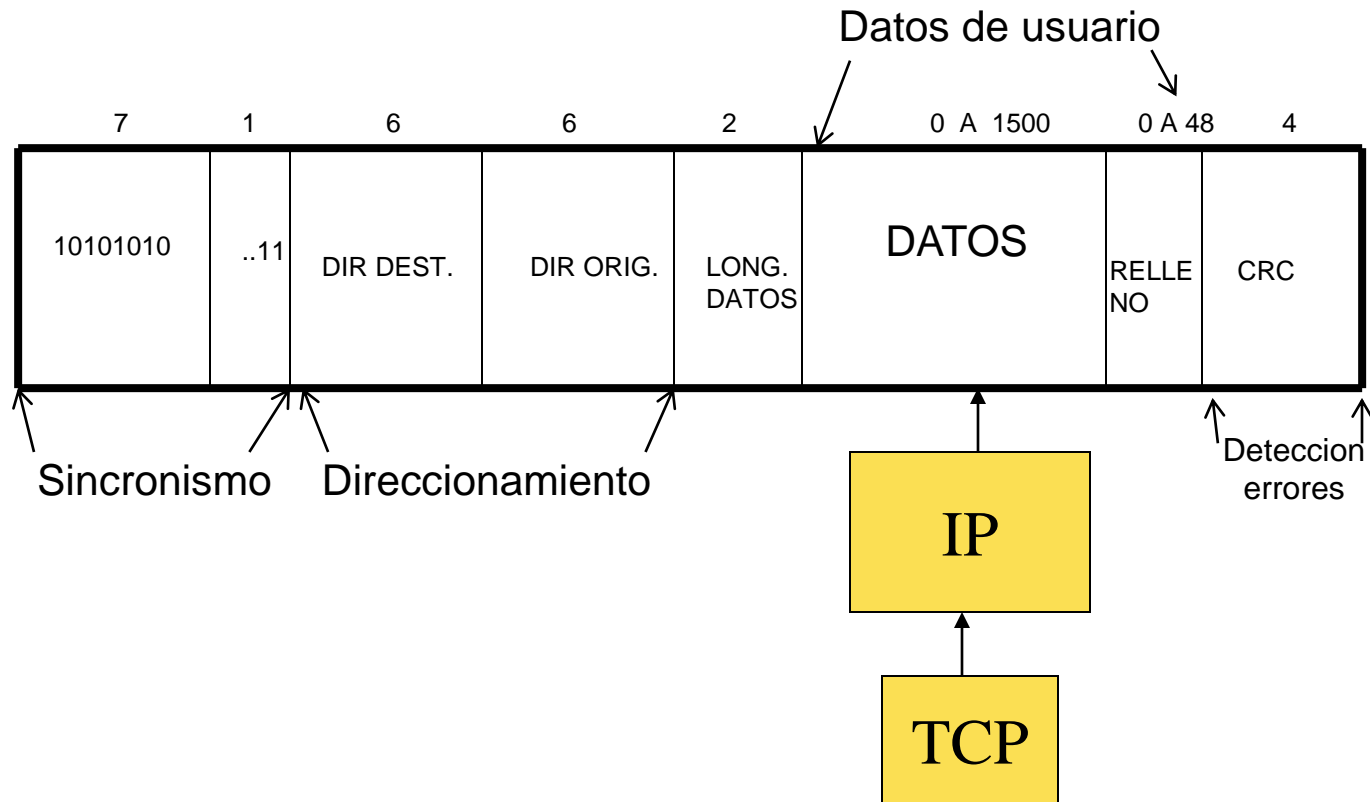 Datos de usuario
7 1 6 6 2 0 A 1500 0 A 48 4
10101010
..11
DIR DEST.
DIR ORIG.
LONG.
DATOS
DATOS
RELLE
NO
CRC
Sincronismo
Direccionamiento
Deteccion
errores
IP
TCP